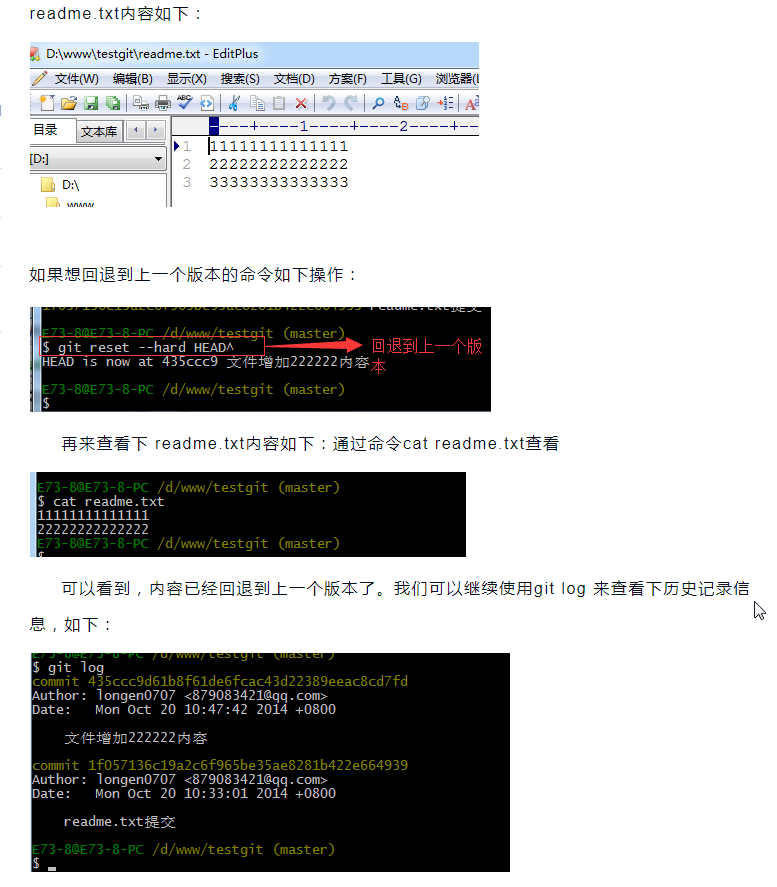 readme.txt内容如下：
D:\www\testgit\readme.txt - EditPlus
文件(W) 编辑(B) 显示(X) 搜索(S) 文档(D) 方案(F) 工具(G) 浏览器(L
目录 文本库
----+----1----+----2----+--
[D:]
D:\
www
1 11111111111111
2 22222222222222
3 33333333333333
如果想回退到上一个版本的命令如下操作：
1f057136c19a2c6f965be35ae8281b422e664939 readme.txt提交
E73-8@E73-8-PC /d/www/testgit (master)
$ git reset --hard HEAD^
回退到上一个版
本
HEAD is now at 435ccc9 文件增加222222内容
E73-8@E73-8-PC /d/www/testgit (master)
$
再来查看下 readme.txt内容如下：通过命令cat readme.txt查看
E73-8@E73-8-PC /d/www/testgit (master)
$ cat readme.txt
11111111111111
22222222222222
E73-8@E73-8-PC /d/www/testgit (master)
$
可以看到，内容已经回退到上一个版本了。我们可以继续使用git log 来查看下历史记录信
息，如下：
E73-8@E73-8-PC /d/www/testgit (master)
$ git log
commit 435ccc9d61b8f61de6fcac43d22389eeac8cd7fd
Author: longen0707 <879083421@qq.com>
Date:   Mon Oct 20 10:47:42 2014 +0800
文件增加222222内容
commit 1f057136c19a2c6f965be35ae8281b422e664939
Author: longen0707 <879083421@qq.com>
Date:   Mon Oct 20 10:33:01 2014 +0800
readme.txt提交
E73-8@E73-8-PC /d/www/testgit (master)
$